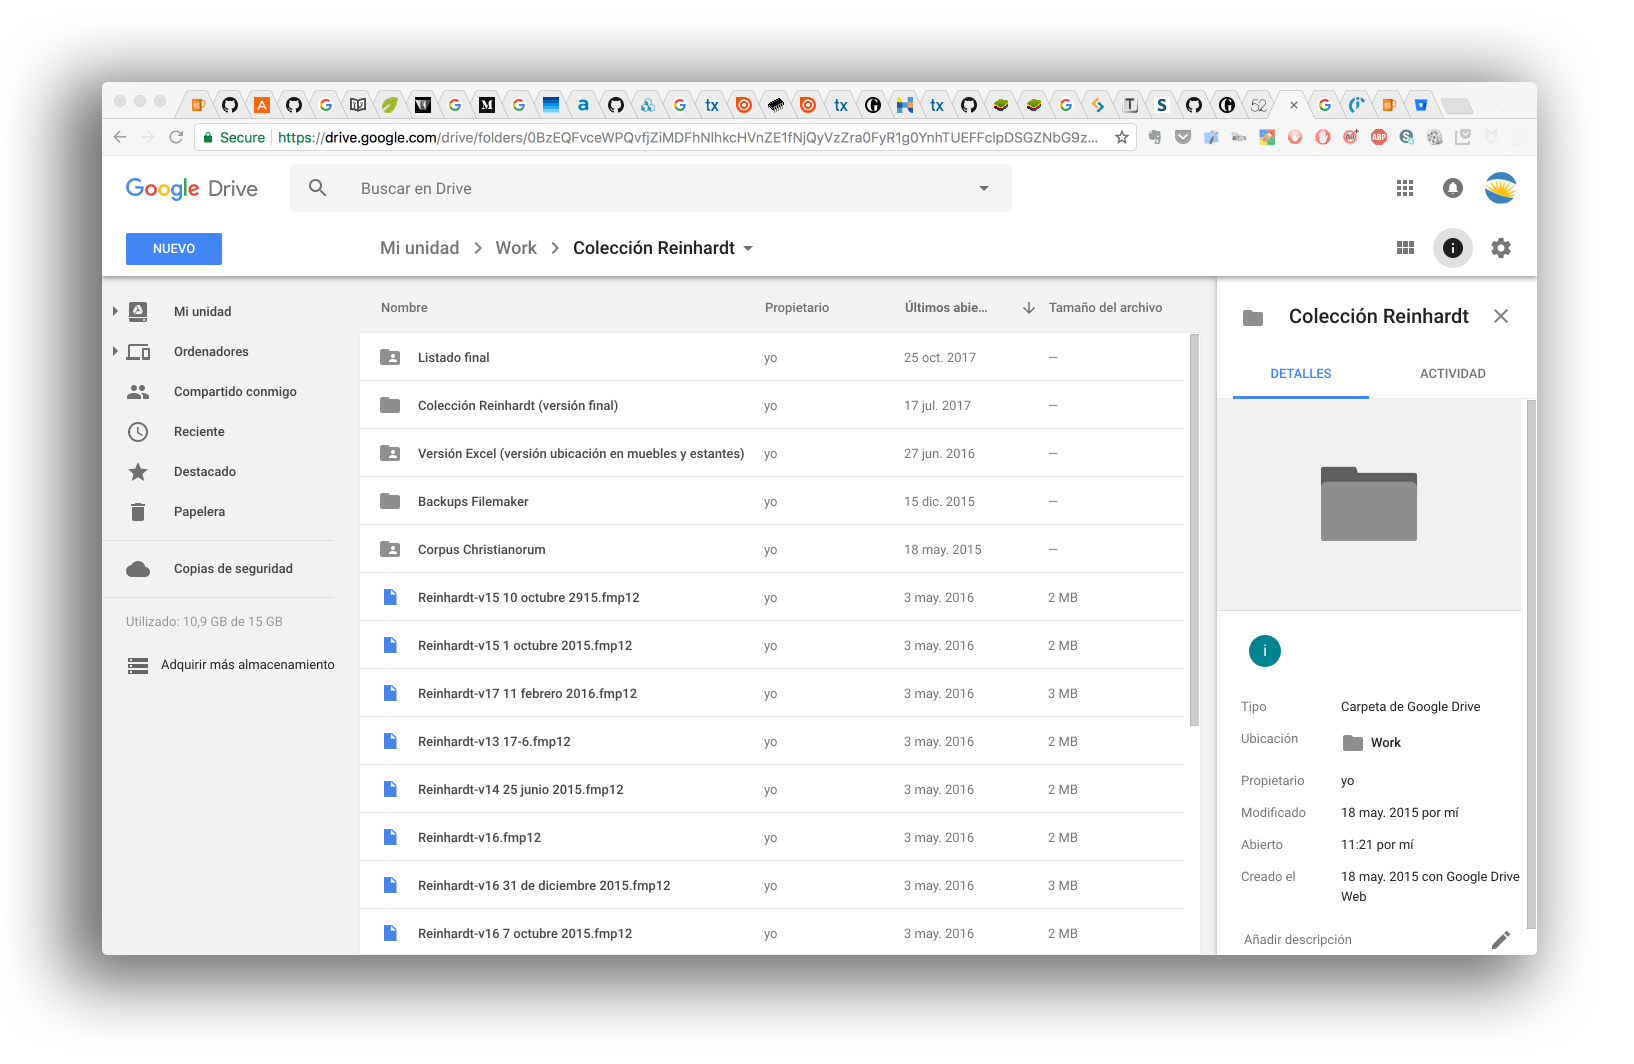 Secure https://drive.google.com/drive/folders/0BzEQFvceWPQvfjZiMDFhNlhkcHVnZE1fNjQyVzZra0FyR1g0YnhTUEFFclpDSGZNbG9z...
Google Drive
Buscar en Drive
NUEVO
Mi unidad > Work > Colección Reinhardt
Mi unidad
Ordenadores
Compartido conmigo
Reciente
Destacado
Papelera
Copias de seguridad
Utilizado: 10,9 GB de 15 GB
Adquirir más almacenamiento
Nombre Propietario Últimos abie... Tamaño del archivo
Listado final yo 25 oct. 2017 —
Colección Reinhardt (versión final) yo 17 jul. 2017 —
Versión Excel (versión ubicación en muebles y estantes) yo 27 jun. 2016 —
Backups Filemaker yo 15 dic. 2015 —
Corpus Christianorum yo 18 may. 2015 —
Reinhardt-v15 10 octubre 2915.fmp12 yo 3 may. 2016 2 MB
Reinhardt-v15 1 octubre 2015.fmp12 yo 3 may. 2016 2 MB
Reinhardt-v17 11 febrero 2016.fmp12 yo 3 may. 2016 3 MB
Reinhardt-v13 17-6.fmp12 yo 3 may. 2016 2 MB
Reinhardt-v14 25 junio 2015.fmp12 yo 3 may. 2016 2 MB
Reinhardt-v16.fmp12 yo 3 may. 2016 2 MB
Reinhardt-v16 31 de diciembre 2015.fmp12 yo 3 may. 2016 3 MB
Reinhardt-v16 7 octubre 2015.fmp12 yo 3 may. 2016 2 MB
Colección Reinhardt
DETALLES ACTIVIDAD
i
Tipo Carpeta de Google Drive
Ubicación Work
Propietario yo
Modificado 18 may. 2015 por mí
Abierto 11:21 por mí
Creado el 18 may. 2015 con Google Drive
Web
Añadir descripción